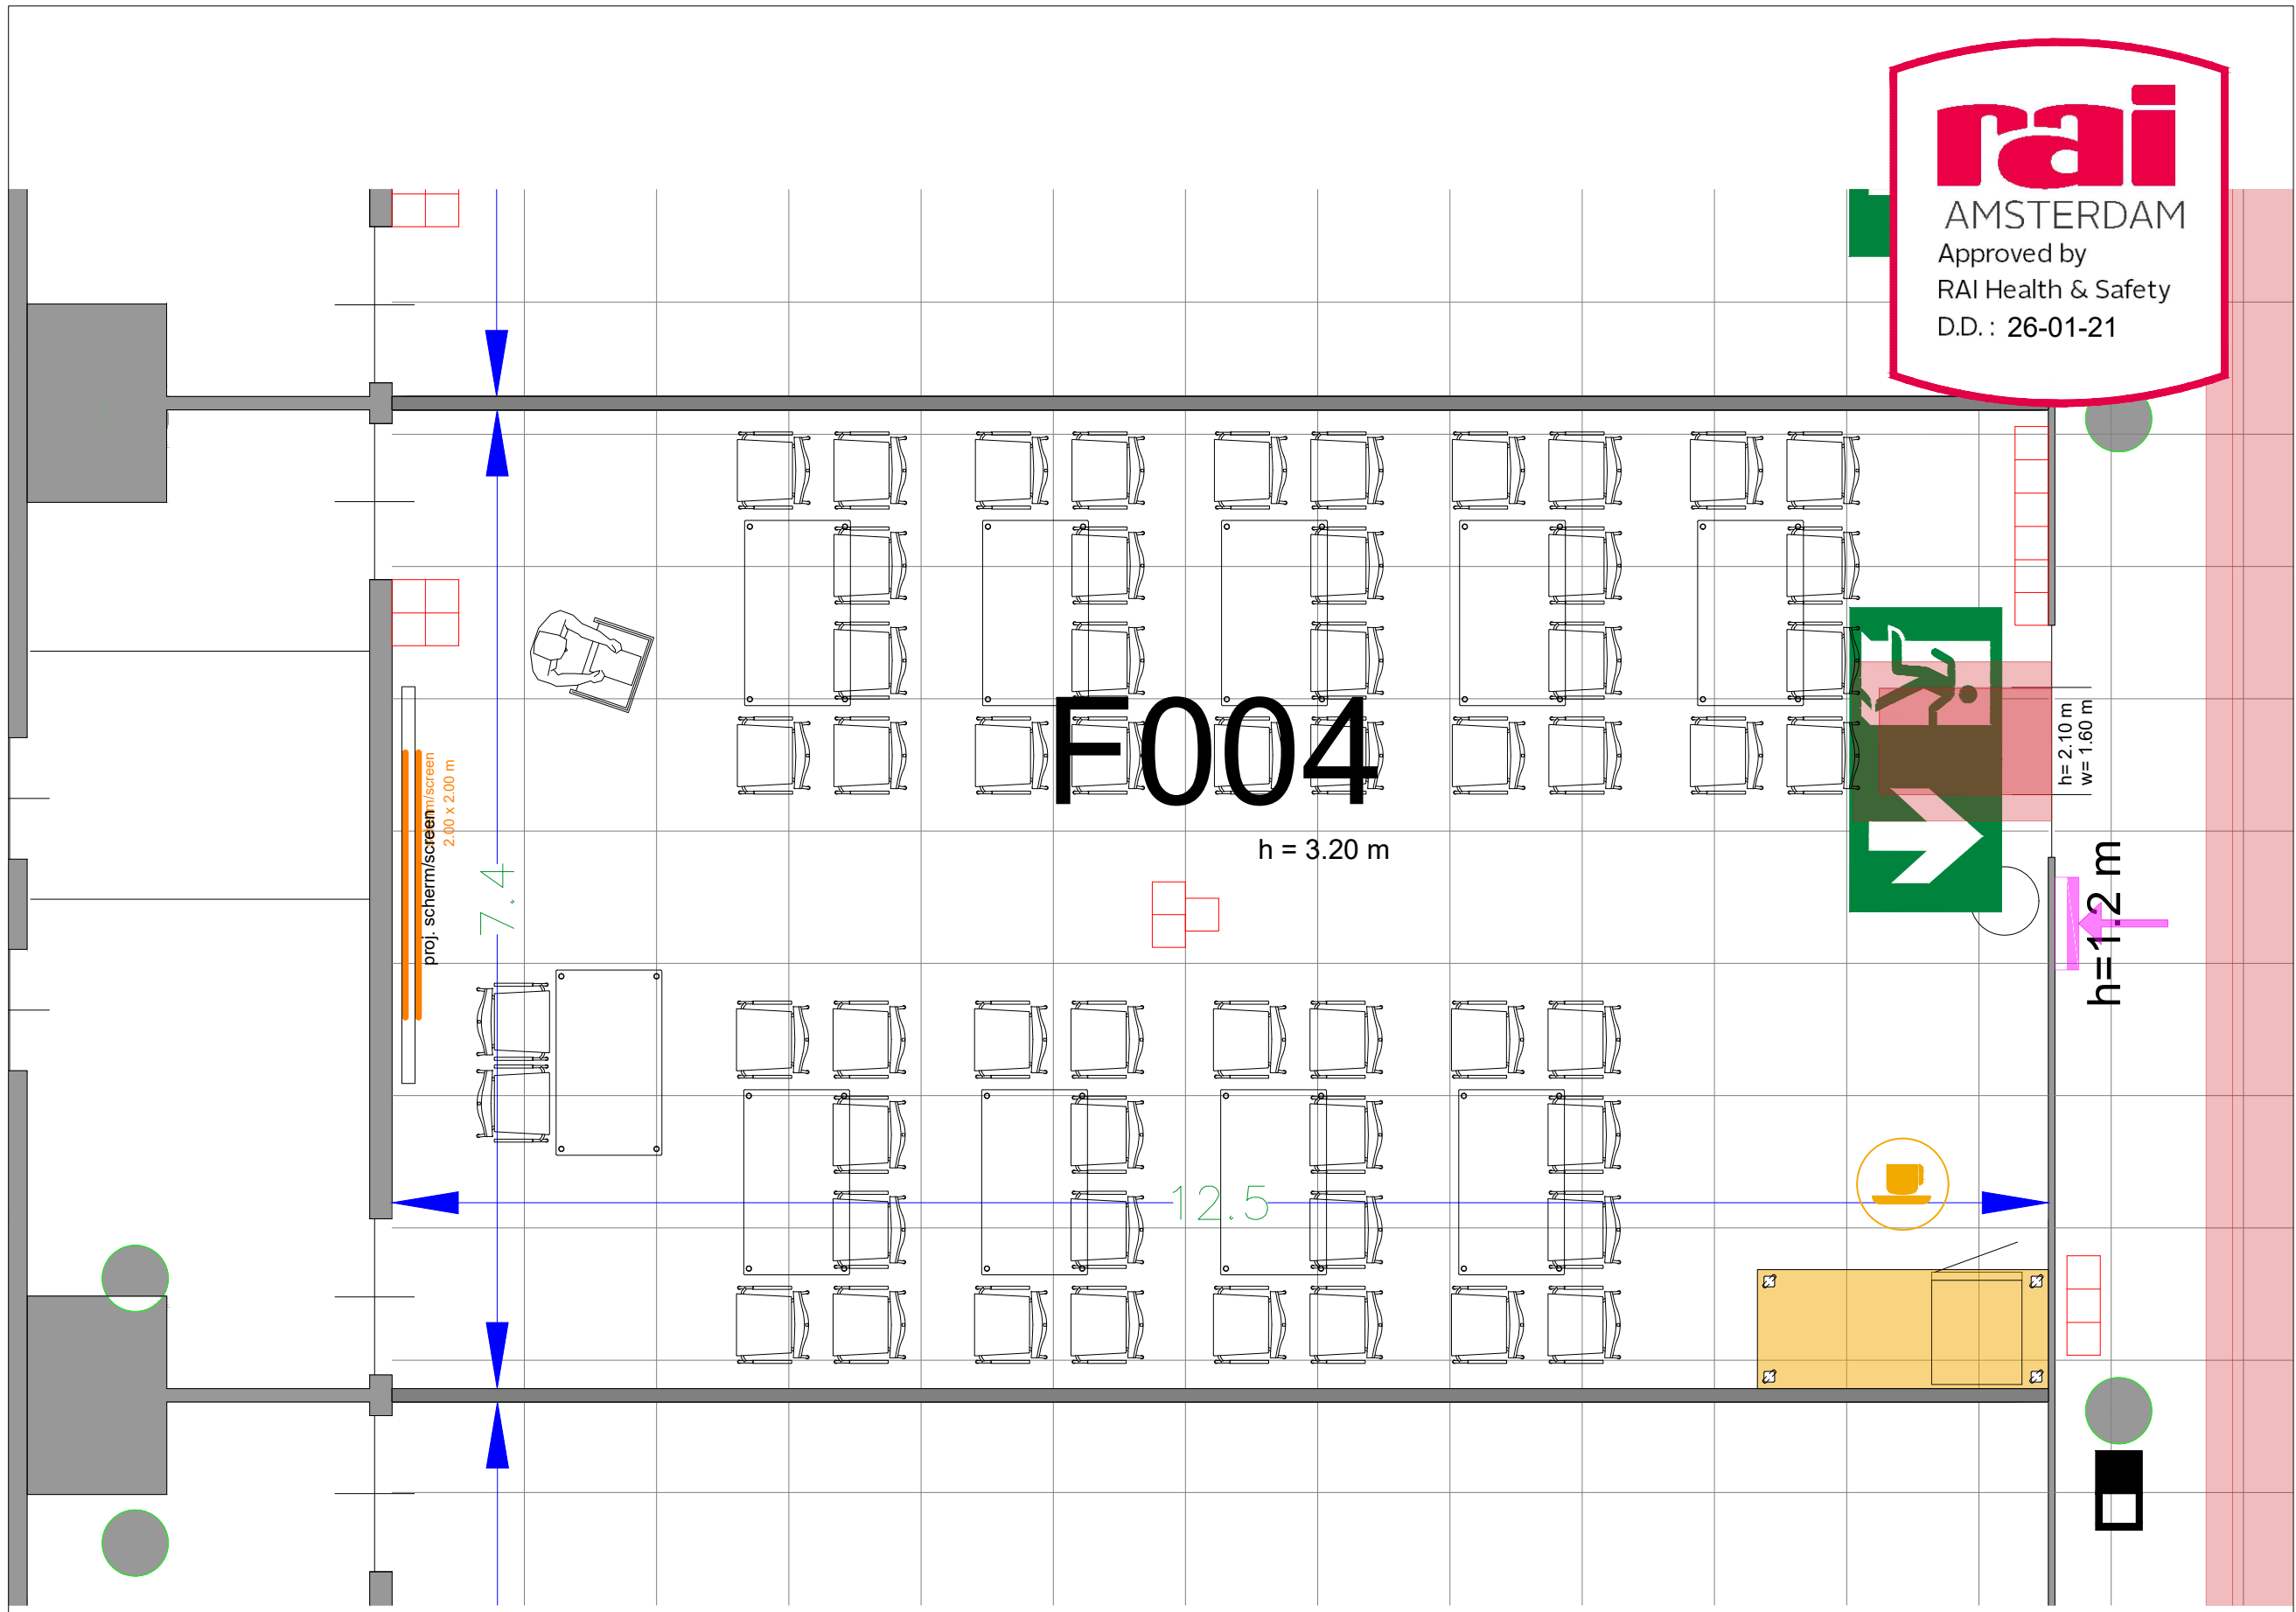 rai
AMSTERDAM
Approved by
RAI Health & Safety
D.D. : 26-01-21
F004
h = 3.20 m
h= 2.10 m
w= 1.60 m
h=1.2 m
proj. scherm/screen
m/screen
2.00 x 2.00 m
7.4
12.5